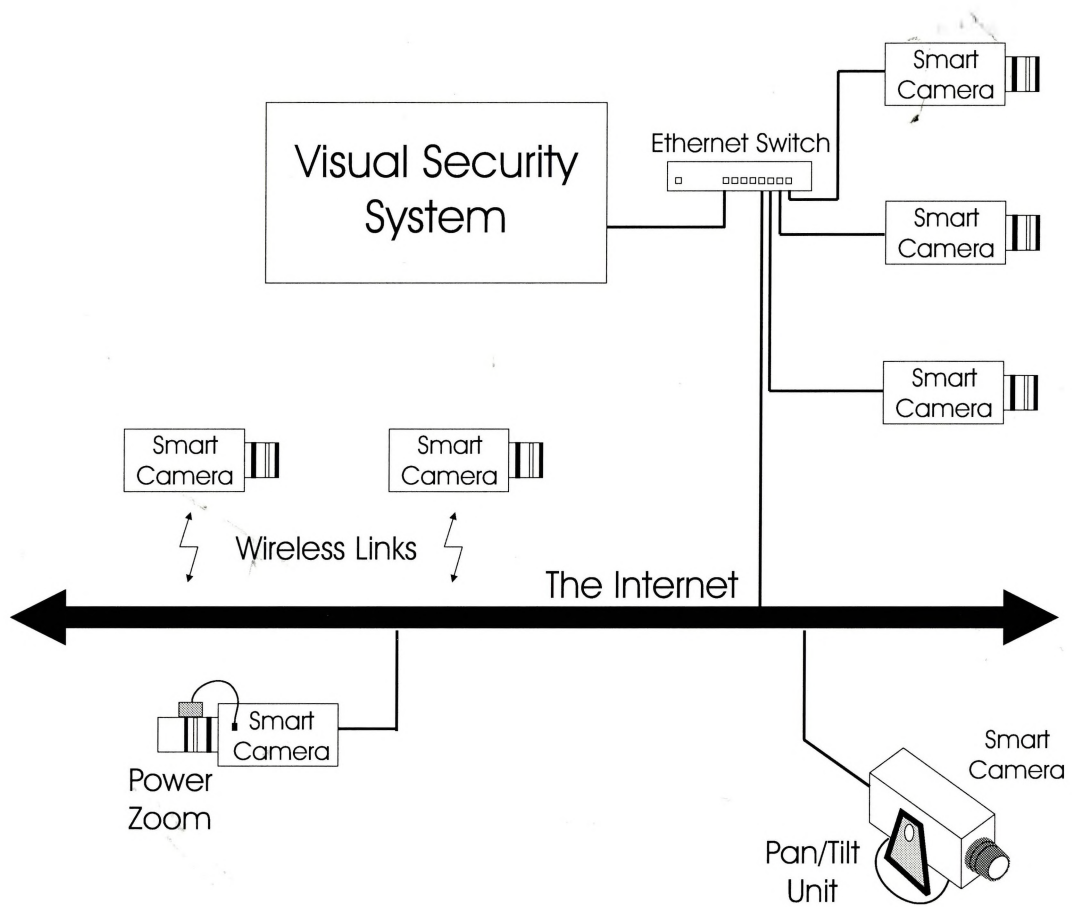 Smart
Camera
Ethernet Switch
Visual Security
System
Smart
Camera
Smart
Camera
Smart
Camera
Smart
Camera
Wireless Links
The Internet
Smart
Camera
Power
Zoom
Smart
Camera
Pan/Tilt
Unit